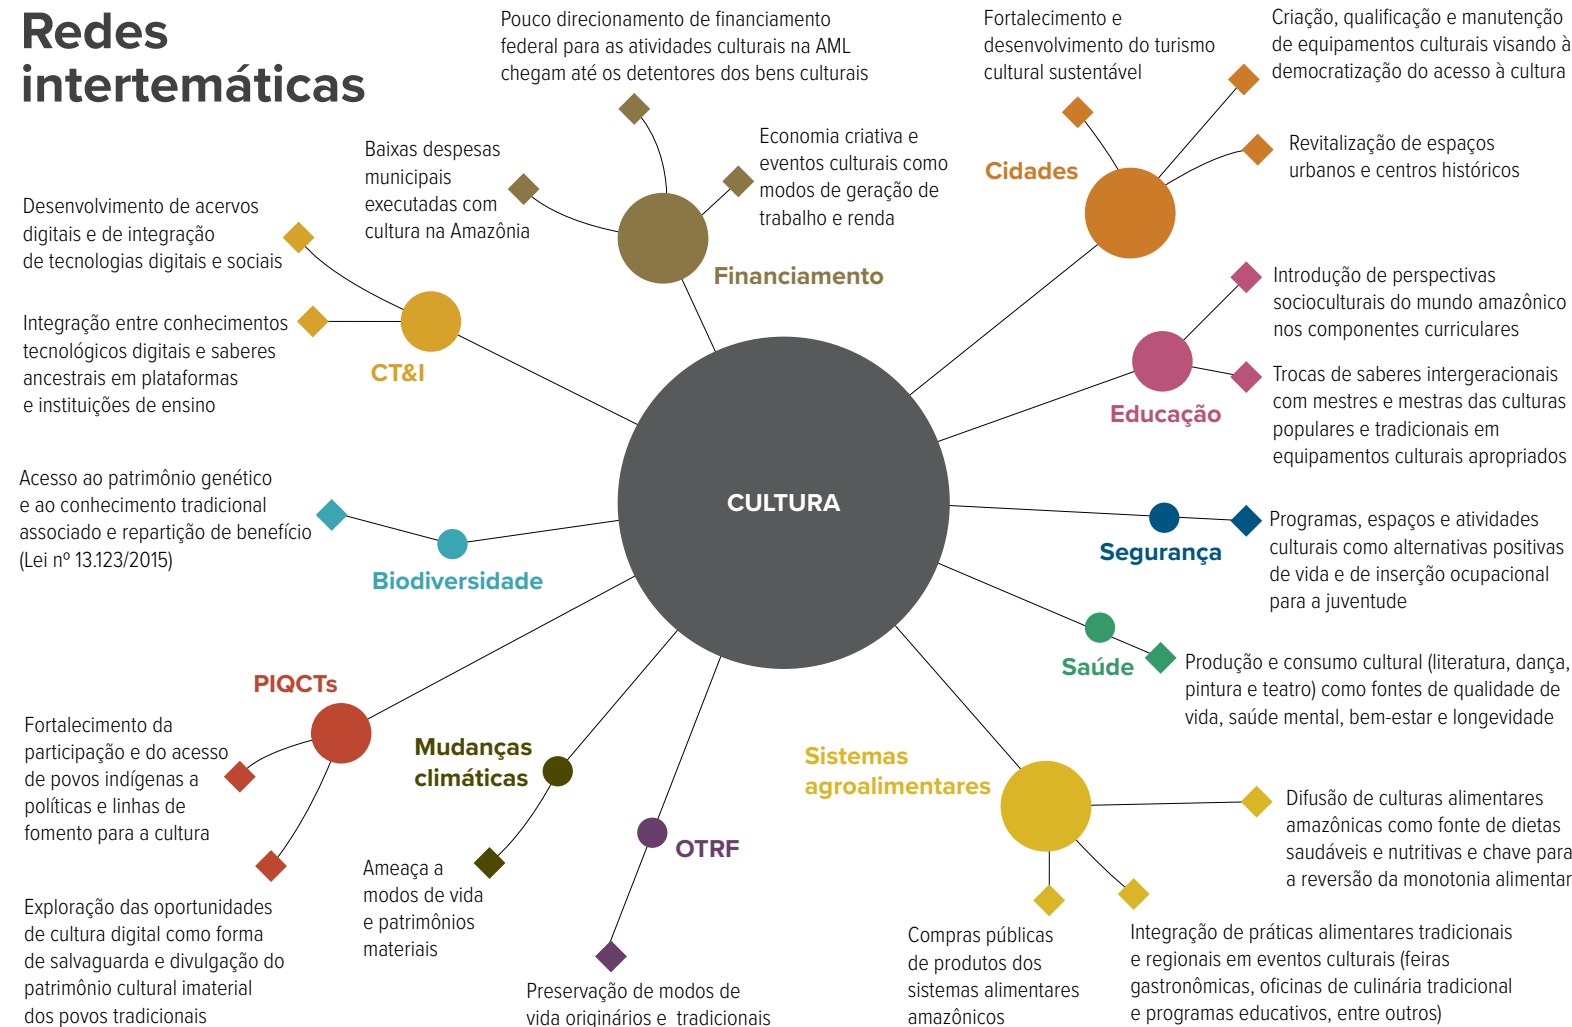 Redes
intertemáticas
Pouco direcionamento de financiamento
federal para as atividades culturais na AML
chegam até os detentores dos bens culturais
Baixas despesas
municipais
executadas com
cultura na Amazônia
Economia criativa e
eventos culturais como
modos de geração de
trabalho e renda
Financiamento
Fortalecimento e
desenvolvimento do turismo
cultural sustentável
Criação, qualificação e manutenção
de equipamentos culturais visando à
democratização do acesso à cultura
Revitalização de espaços
urbanos e centros históricos
Cidades
Desenvolvimento de acervos
digitais e de integração
de tecnologias digitais e sociais
Integração entre conhecimentos
tecnológicos digitais e saberes
ancestrais em plataformas
e instituições de ensino
CT&I
Introdução de perspectivas
socioculturais do mundo amazônico
nos componentes curriculares
Educação
Trocas de saberes intergeracionais
com mestres e mestras das culturas
populares e tradicionais em
equipamentos culturais apropriados
CULTURA
Acesso ao patrimônio genético
e ao conhecimento tradicional
associado e repartição de benefício
(Lei nº 13.123/2015)
Biodiversidade
Segurança
Programas, espaços e atividades
culturais como alternativas positivas
de vida e de inserção ocupacional
para a juventude
Saúde
Produção e consumo cultural (literatura, dança,
pintura e teatro) como fontes de qualidade de
vida, saúde mental, bem-estar e longevidade
PIQCTs
Fortalecimento da
participação e do acesso
de povos indígenas a
políticas e linhas de
fomento para a cultura
Exploração das oportunidades
de cultura digital como forma
de salvaguarda e divulgação do
patrimônio cultural imaterial
dos povos tradicionais
Mudanças
climáticas
Ameaça a
modos de vida
e patrimônios
materiais
OTRF
Preservação de modos de
vida originários e tradicionais
Sistemas
agroalimentares
Difusão de culturas alimentares
amazônicas como fonte de dietas
saudáveis e nutritivas e chave para
a reversão da monotonia alimentar
Compras públicas
de produtos dos
sistemas alimentares
amazônicos
Integração de práticas alimentares tradicionais
e regionais em eventos culturais (feiras
gastronômicas, oficinas de culinária tradicional
e programas educativos, entre outros)